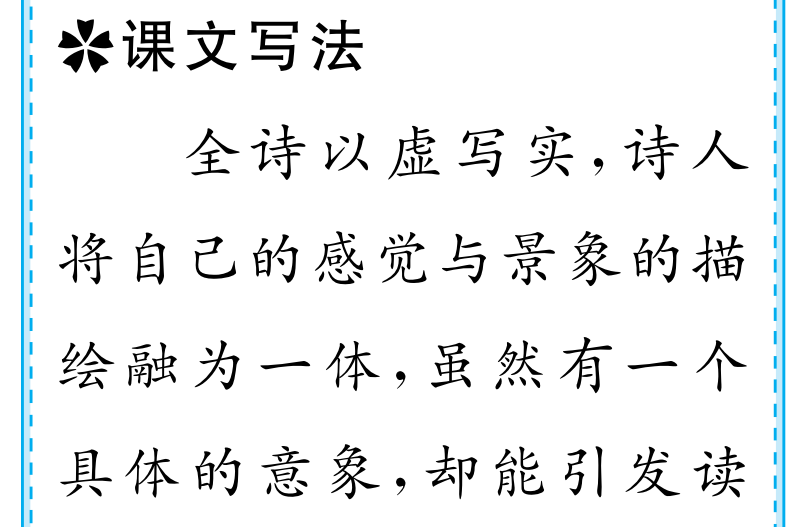 ✽课文写法
全诗以虚写实，诗人
将自己的感觉与景象的描
绘融为一体，虽然有一个
具体的意象，却能引发读